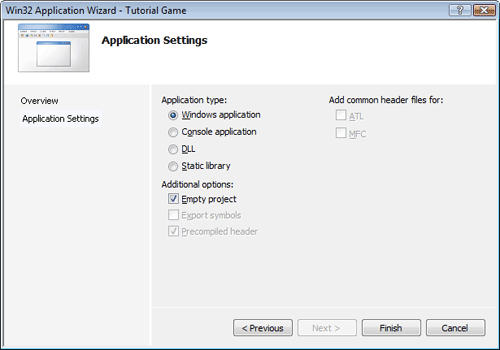 Win32 Application Wizard - Tutorial Game
Application Settings
Overview
Application Settings
Application type:
Windows application
Console application
DLL
Static library
Additional options:
Empty project
Export symbols
Precompiled header
Add common header files for:
ATL
MFC
< Previous
Next >
Finish
Cancel